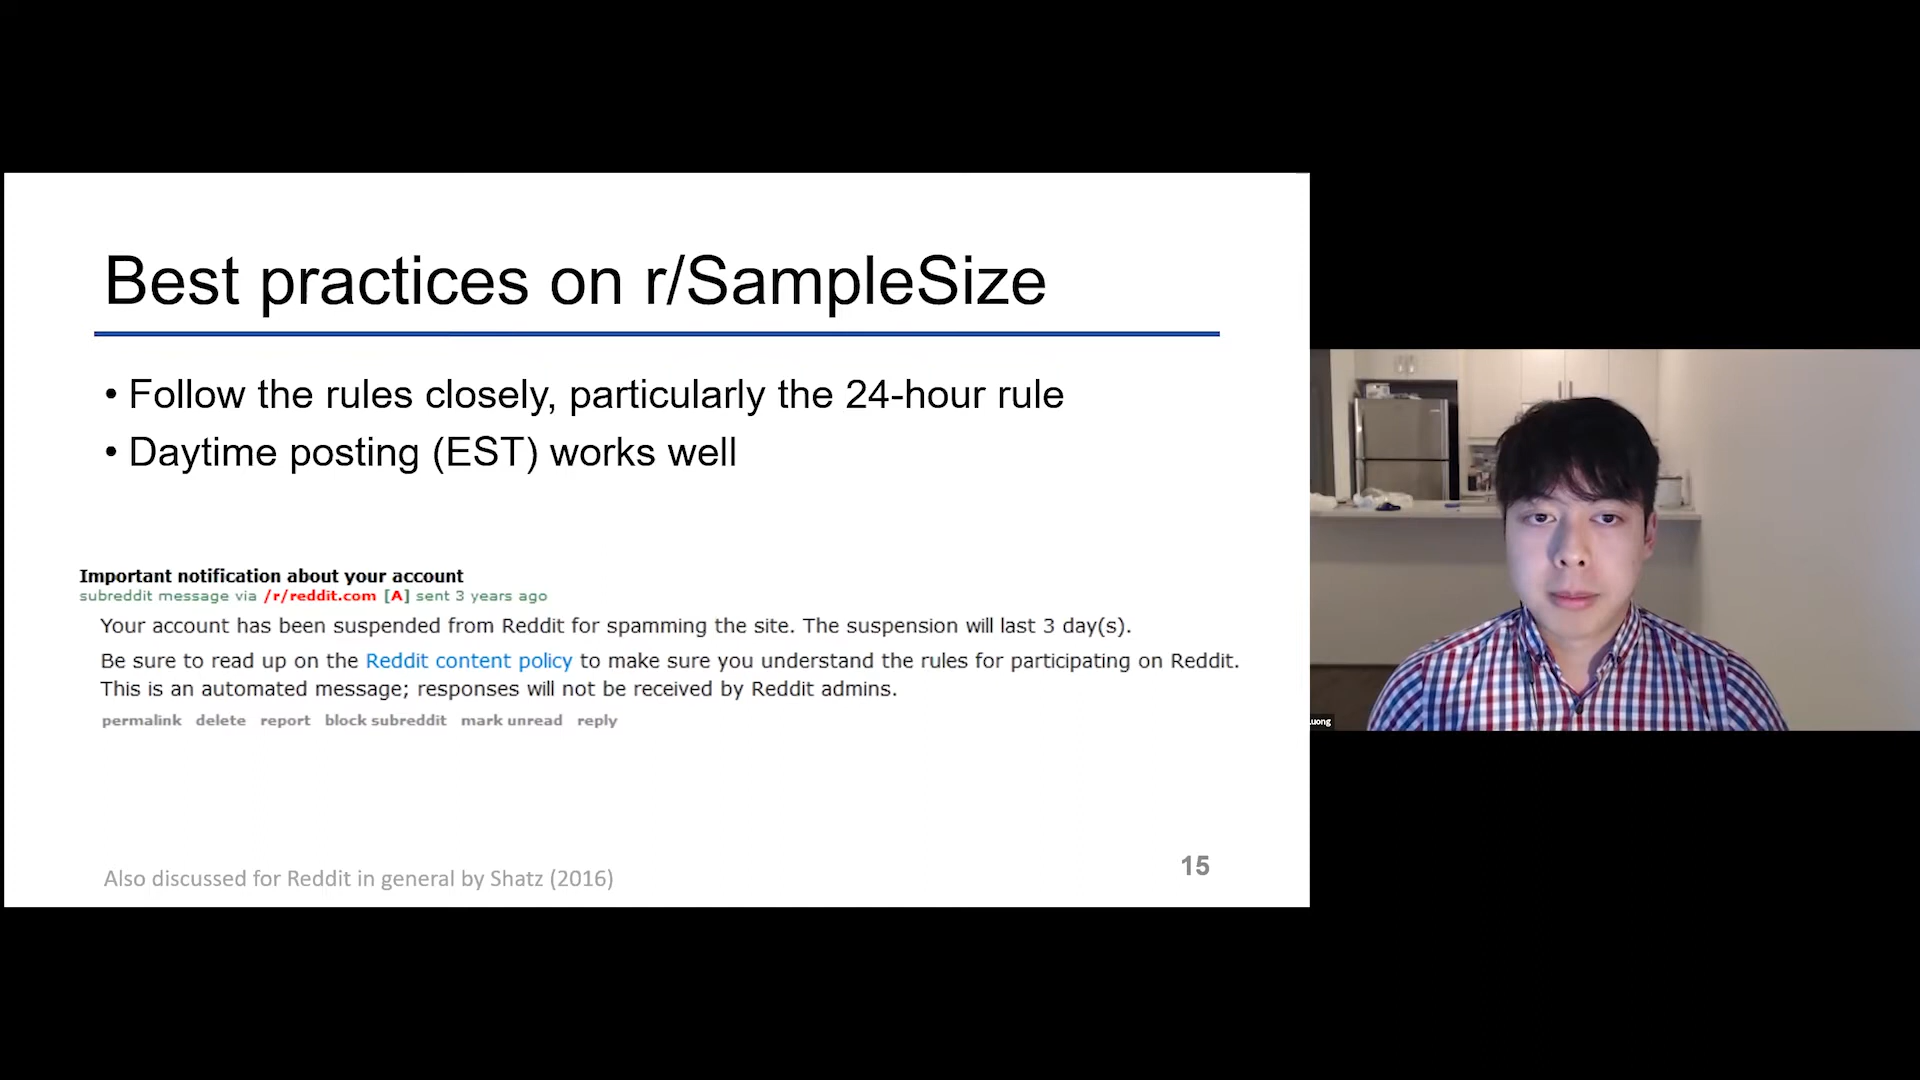 Best practices on r/SampleSize
• Follow the rules closely, particularly the 24-hour rule
• Daytime posting (EST) works well
Important notification about your account
subreddit message via /r/reddit.com [A] sent 3 years ago
Your account has been suspended from Reddit for spamming the site. The suspension will last 3 day(s).
Be sure to read up on the Reddit content policy to make sure you understand the rules for participating on Reddit.
This is an automated message; responses will not be received by Reddit admins.
permalink delete report block subreddit mark unread reply
Also discussed for Reddit in general by Shatz (2016)
15